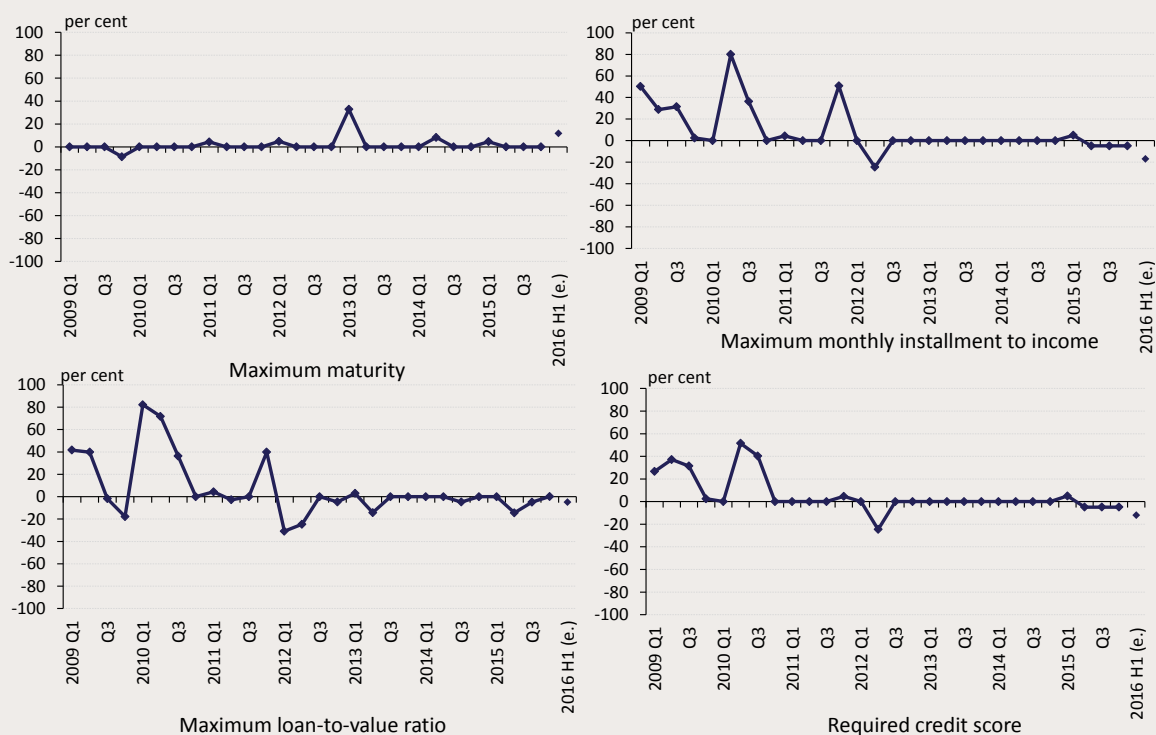 per cent
100
80
60
40
20
0
-20
-40
-60
-80
-100
2009 Q1
Q3
2010 Q1
Q3
2011 Q1
Q3
2012 Q1
Q3
2013 Q1
Q3
2014 Q1
Q3
2015 Q1
Q3
2016 H1 (e.)
Maximum maturity
per cent
100
80
60
40
20
0
-20
-40
-60
-80
-100
2009 Q1
Q3
2010 Q1
Q3
2011 Q1
Q3
2012 Q1
Q3
2013 Q1
Q3
2014 Q1
Q3
2015 Q1
Q3
2016 H1 (e.)
Maximum monthly installment to income
per cent
100
80
60
40
20
0
-20
-40
-60
-80
-100
2009 Q1
Q3
2010 Q1
Q3
2011 Q1
Q3
2012 Q1
Q3
2013 Q1
Q3
2014 Q1
Q3
2015 Q1
Q3
2016 H1 (e.)
Maximum loan-to-value ratio
per cent
100
80
60
40
20
0
-20
-40
-60
-80
-100
2009 Q1
Q3
2010 Q1
Q3
2011 Q1
Q3
2012 Q1
Q3
2013 Q1
Q3
2014 Q1
Q3
2015 Q1
Q3
2016 H1 (e.)
Required credit score